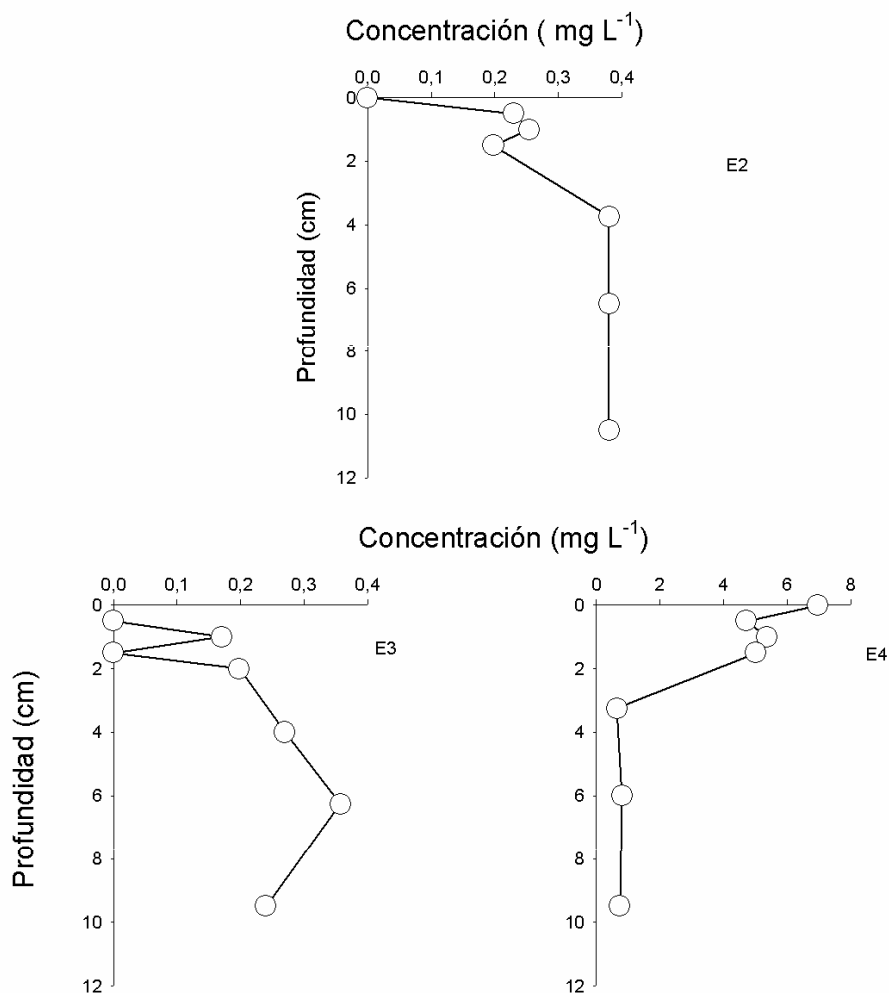 Concentración ( mg L-1)
0,0 0,1 0,2 0,3 0,4
0
2
4
6
8
10
12
Profundidad (cm)
E2
Concentración (mg L-1)
0,0 0,1 0,2 0,3 0,4
0
2
4
6
8
10
12
Profundidad (cm)
E3
0 2 4 6 8
0
2
4
6
8
10
12
E4